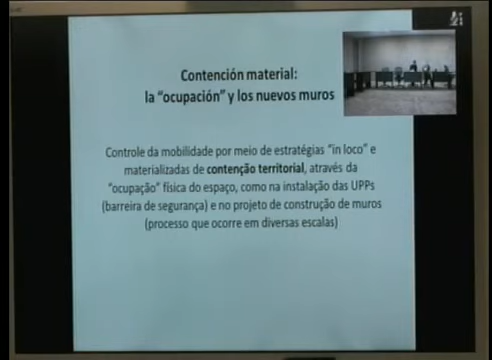 Contención material:
la "ocupación" y los nuevos muros
Controle da mobilidade por meio de estratégias "in loco" e
materializadas de contenção territorial, através da
"ocupação" física do espaço, como na instalação das UPPs
(barreira de segurança) e no projeto de construção de muros
(processo que ocorre em diversas escalas)